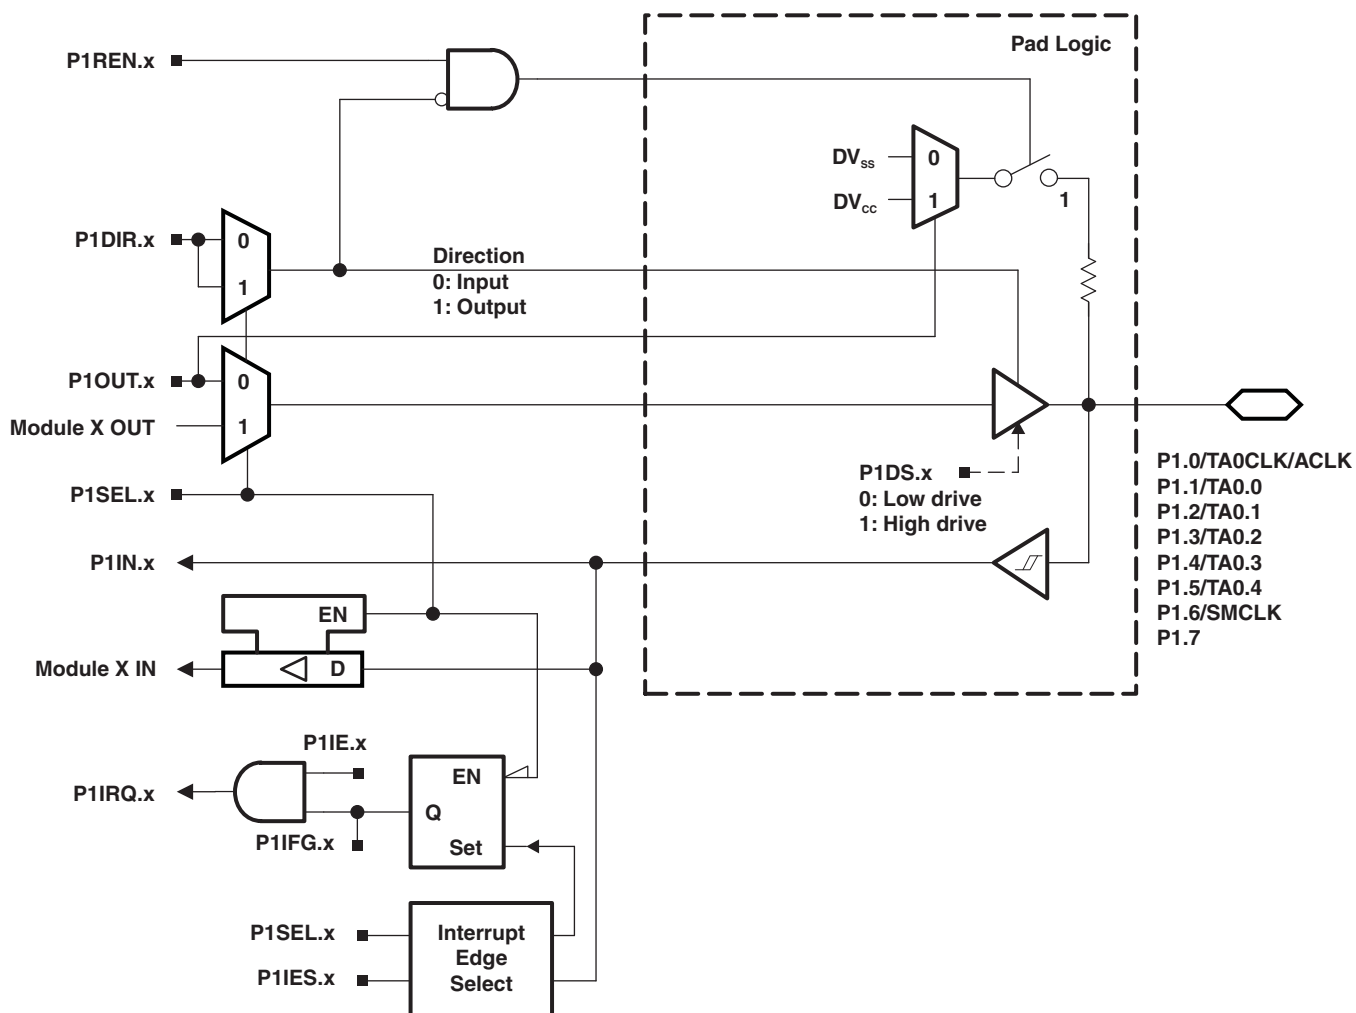 Pad Logic
P1REN.x
DVSS
0
DVCC
1
1
P1DIR.x
0
1
Direction
0: Input
1: Output
P1OUT.x
0
Module X OUT
1
P1SEL.x
P1DS.x
0: Low drive
1: High drive
P1.0/TA0CLK/ACLK
P1.1/TA0.0
P1.2/TA0.1
P1.3/TA0.2
P1.4/TA0.3
P1.5/TA0.4
P1.6/SMCLK
P1.7
P1IN.x
EN
Module X IN
D
P1IE.x
P1IRQ.x
P1IFG.x
EN
Q
Set
P1SEL.x
P1IES.x
Interrupt
Edge
Select